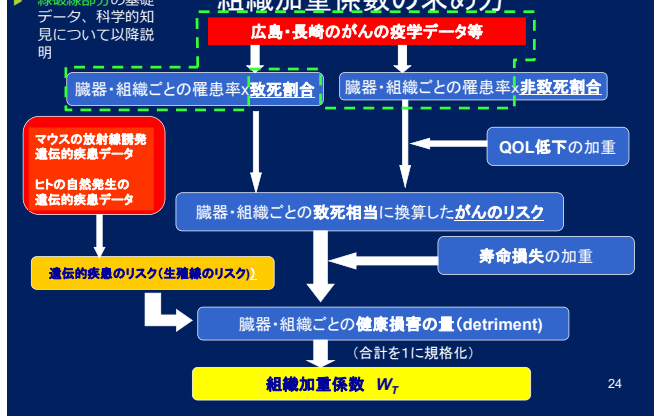 緑破線部分の基礎
データ、科学的知
見について以降説
明
組織加重係数の求め方
広島・長崎のがんの疫学データ等
臓器・組織ごとの罹患率x致死割合
臓器・組織ごとの罹患率x非致死割合
マウスの放射線誘発
遺伝的疾患データ
ヒトの自然発生の
遺伝的疾患データ
QOL低下の加重
臓器・組織ごとの致死相当に換算したがんのリスク
寿命損失の加重
遺伝的疾患のリスク(生殖線のリスク))
臓器・組織ごとの健康損害の量(detriment)
(合計を1に規格化)
組織加重係数 WT
24